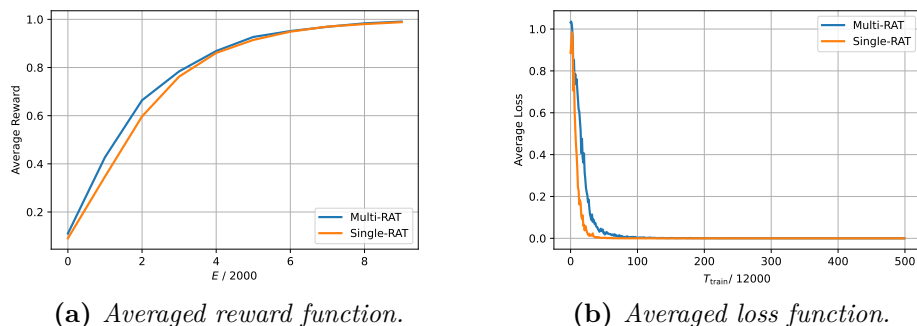 1.0
0.8
0.6
0.4
0.2
Average Reward
Multi-RAT
Single-RAT
0 2 4 6 8
E / 2000
(a) Averaged reward function.
1.0
0.8
0.6
0.4
0.2
0.0
Average Loss
Multi-RAT
Single-RAT
0 100 200 300 400 500
T_train/ 12000
(b) Averaged loss function.